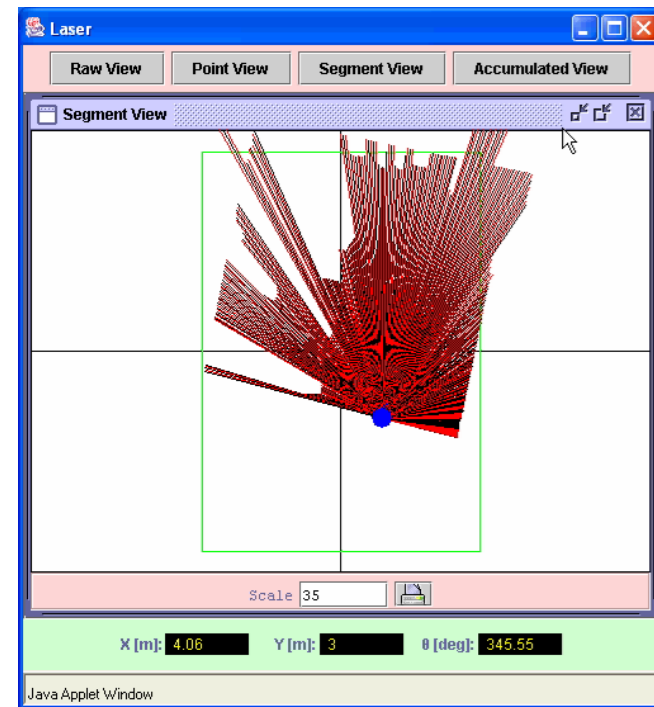 Laser
Raw View Point View Segment View Accumulated View
Segment View
Scale 35
X [m]: 4.06 Y [m]: 3 θ [deg]: 345.55
Java Applet Window